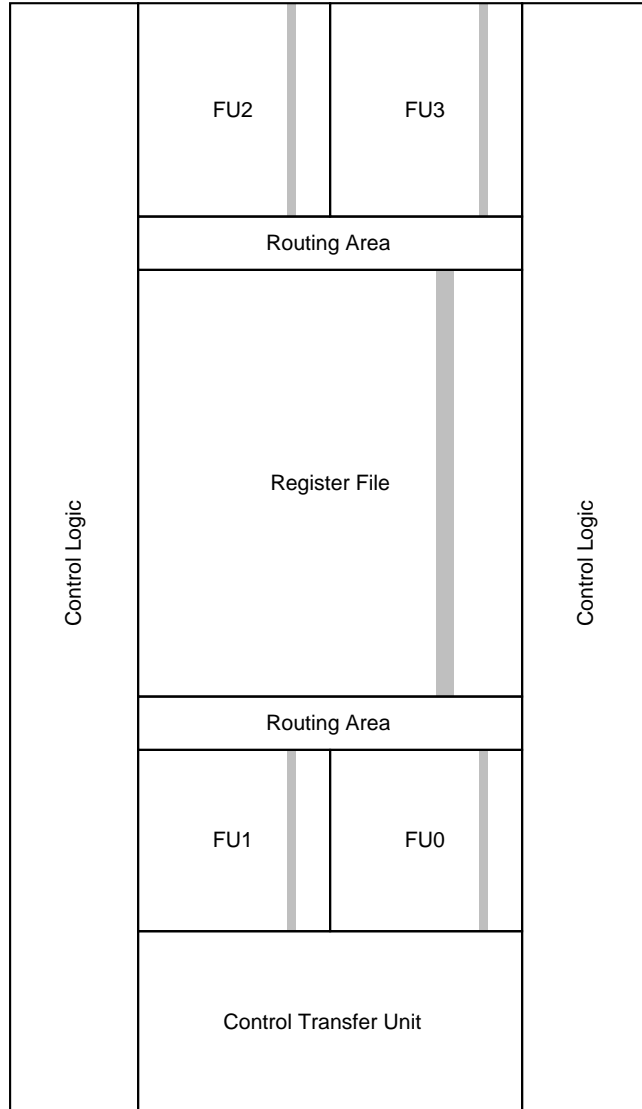 FU2
FU3
Routing Area
Register File
Control Logic
Control Logic
Routing Area
FU1
FU0
Control Transfer Unit